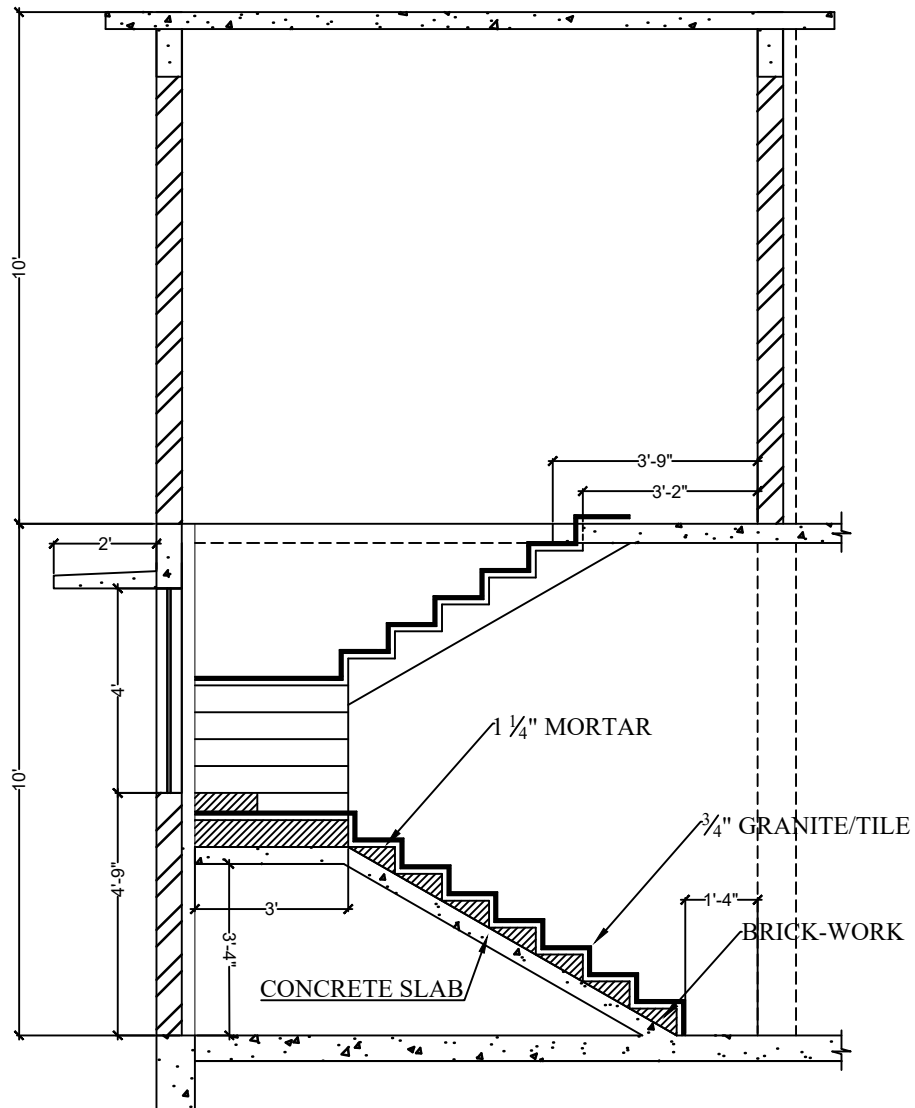 10'
3'-9"
3'-2"
2'
4'
1 ¼" MORTAR
10'
¾" GRANITE/TILE
4'-9"
3'
1'-4"
3'-4"
BRICK-WORK
CONCRETE SLAB